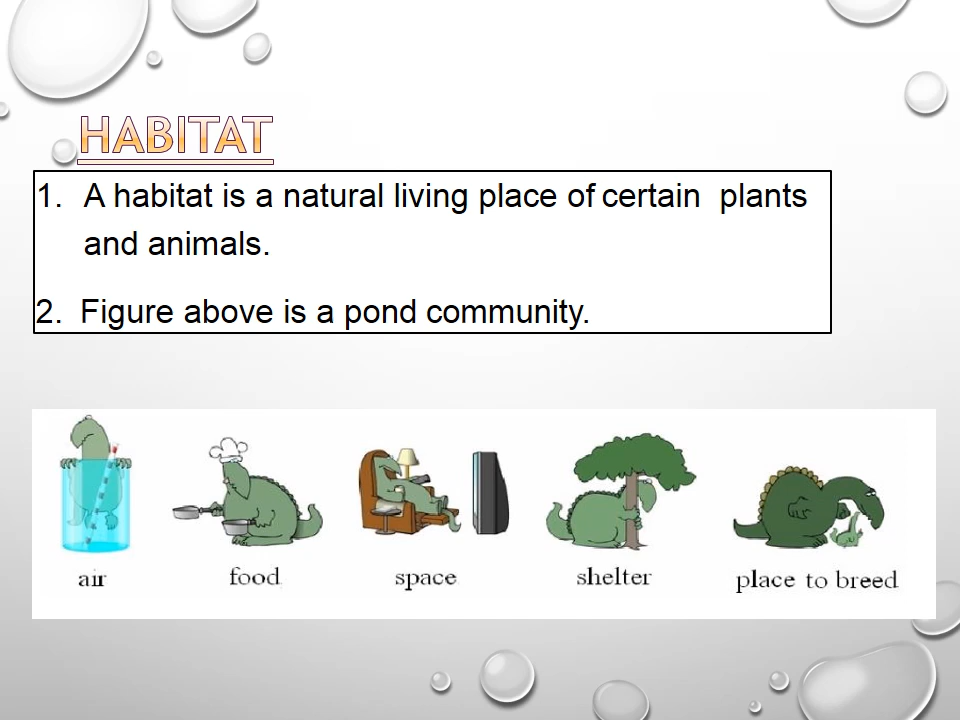 HABITAT
1. A habitat is a natural living place of certain plants
and animals.
2. Figure above is a pond community.
air food space shelter place to breed